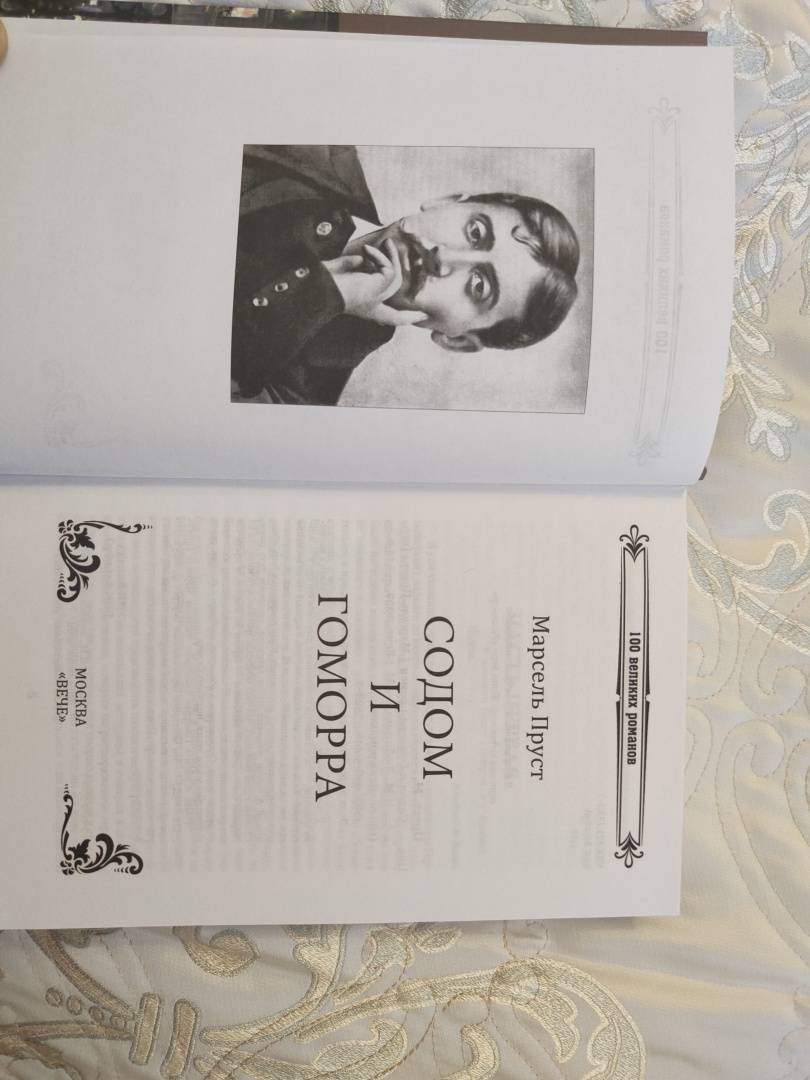 100 великих романов
Марсель Пруст
СОДОМ
И
ГОМОРРА
МОСКВА
«ВЕЧЕ»